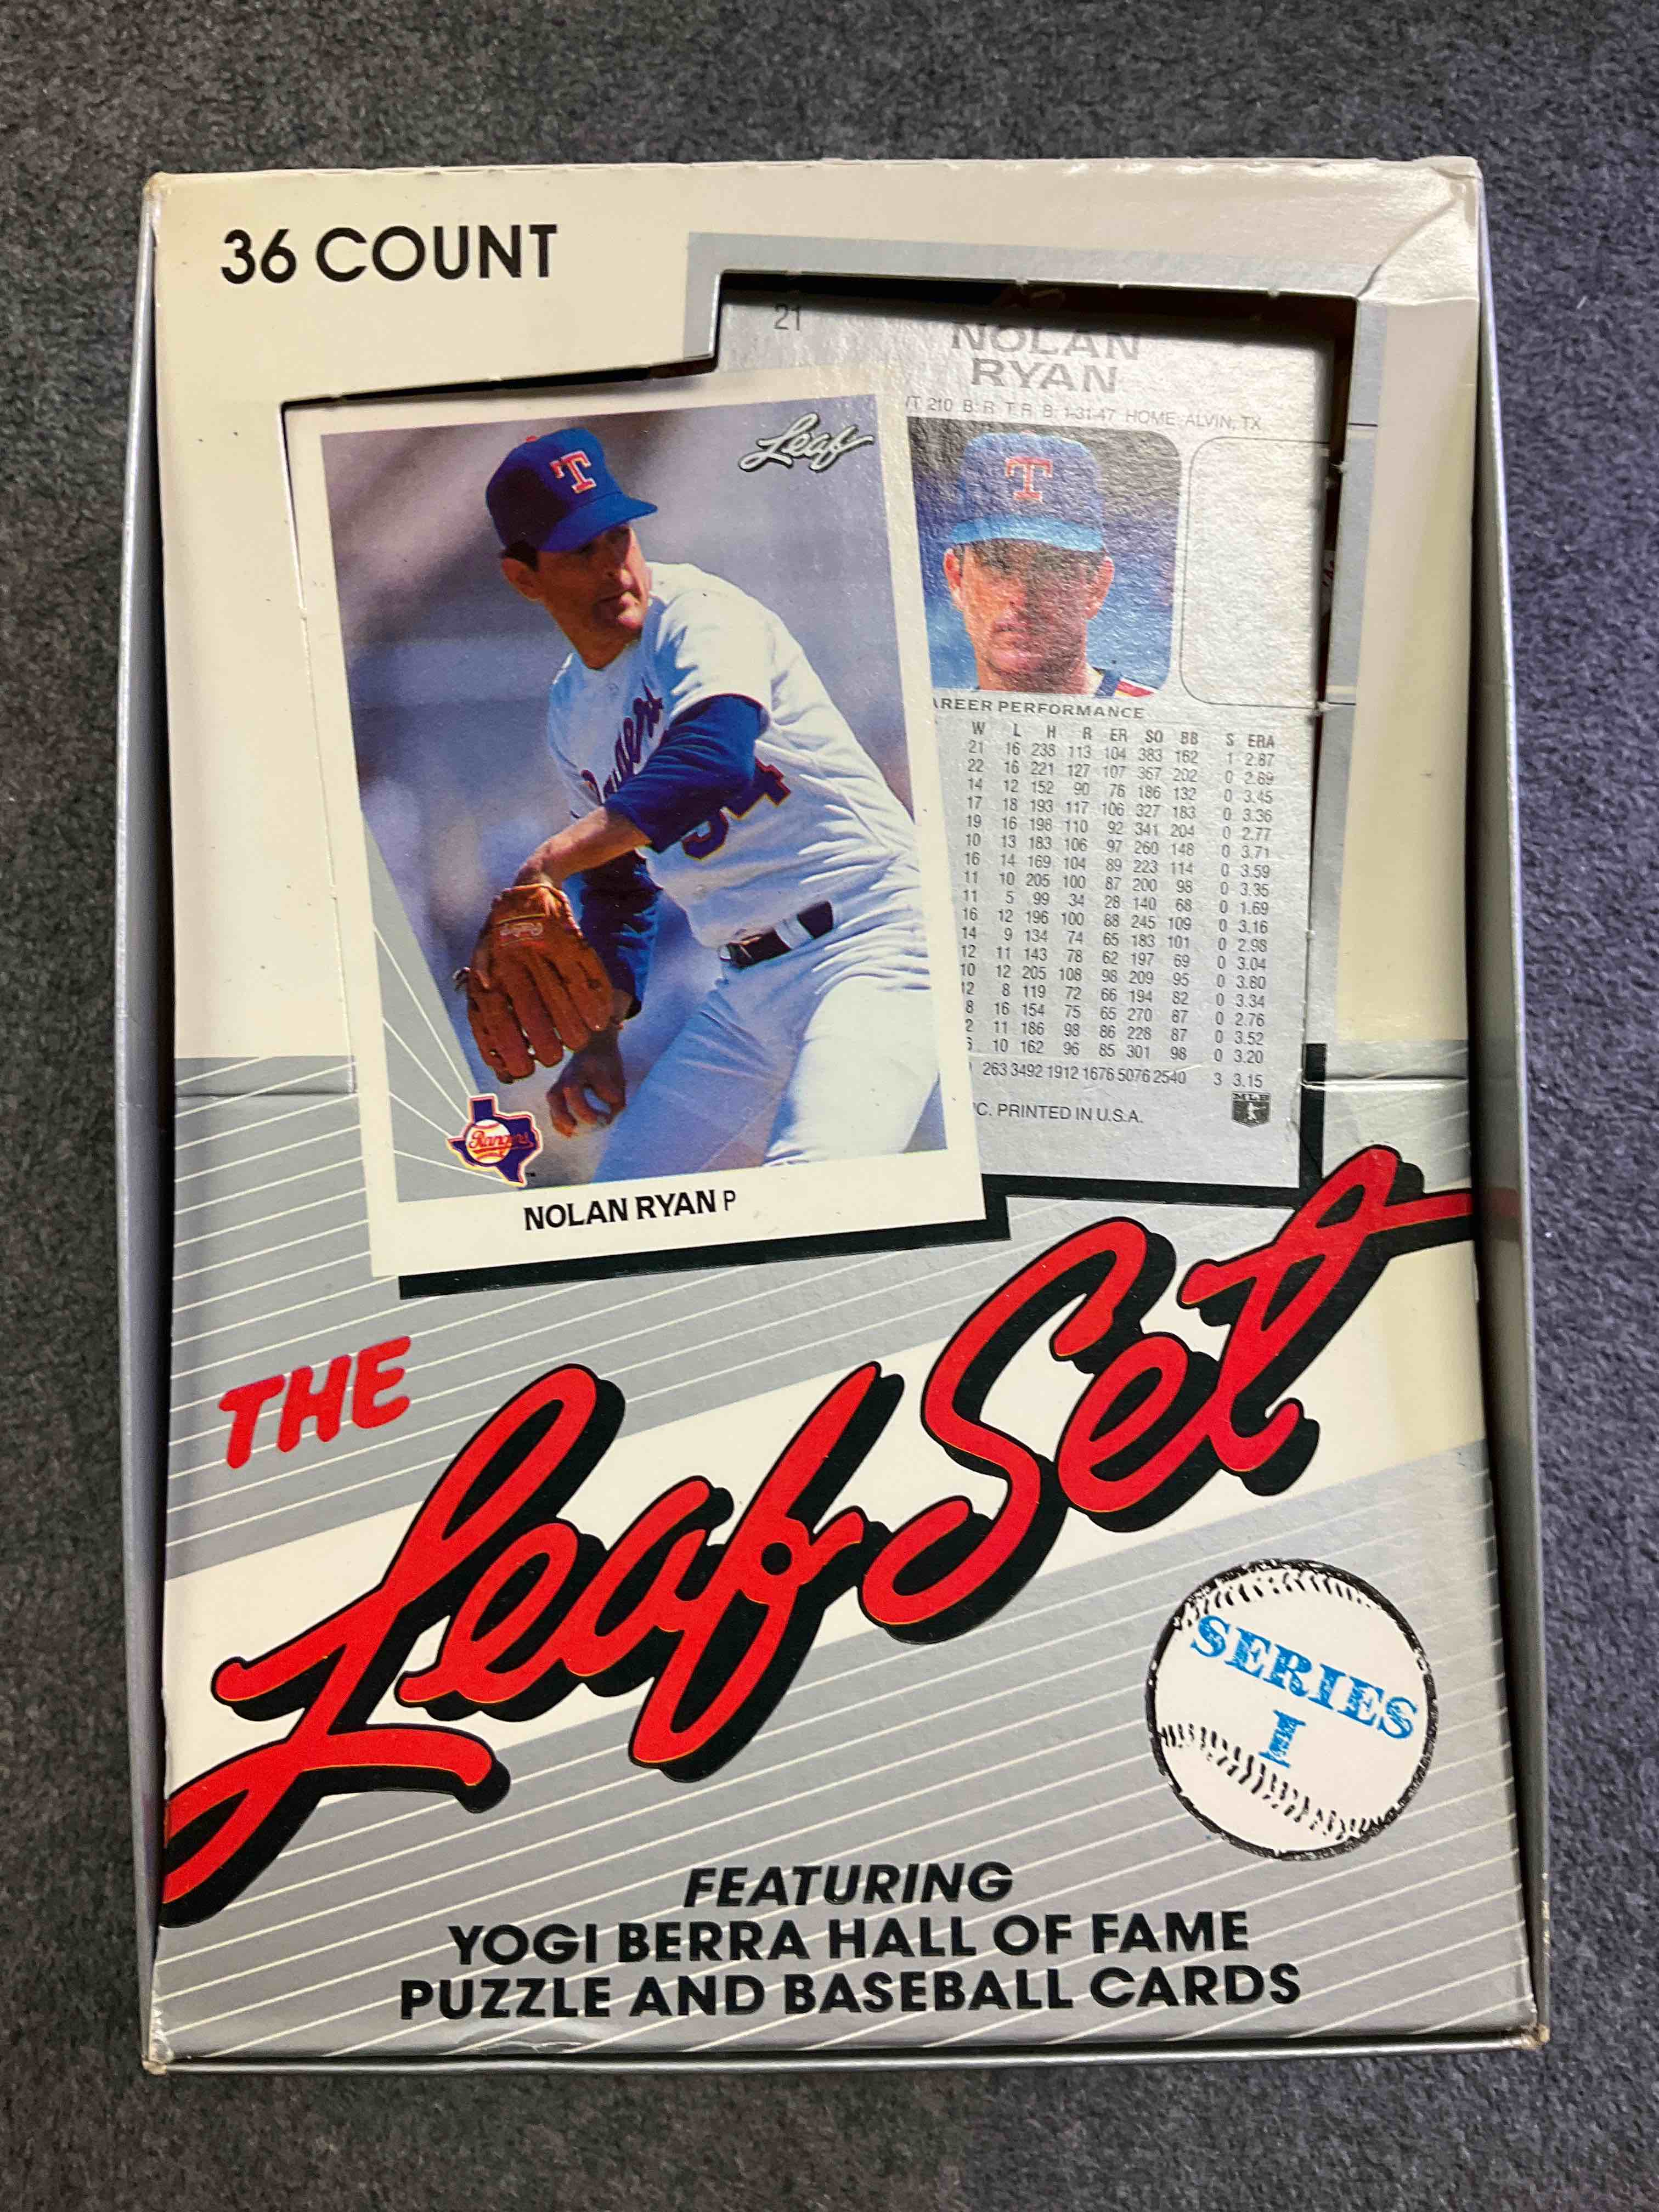 36 COUNT
21
NOLAN
RYAN
WT 210 B: R T: R B: 1-31-47 HOME: ALVIN, TX
T
Leaf
T
Rangers
34
CAREER PERFORMANCE
W L H R ER SO BB S ERA
21 16 238 113 104 383 162 1 2.87
22 16 221 127 107 367 202 0 2.89
14 12 152 90 76 186 132 0 3.45
17 18 193 117 106 327 183 0 3.36
19 16 198 110 92 341 204 0 2.77
10 13 183 106 97 260 148 0 3.71
16 14 169 104 89 223 114 0 3.59
11 10 205 100 87 200 98 0 3.35
11 5 99 34 28 140 68 0 1.69
16 12 196 100 88 245 109 0 3.16
14 9 134 74 65 183 101 0 2.98
12 11 143 78 62 197 69 0 3.04
10 12 205 108 98 209 95 0 3.80
12 8 119 72 66 194 82 0 3.34
8 16 154 75 65 270 87 0 2.76
2 11 186 98 86 228 87 0 3.52
6 10 162 96 85 301 98 0 3.20
263 3492 1912 1676 5076 2540 3 3.15
C. PRINTED IN U.S.A.
MLB
Rangers
NOLAN RYAN P
THE
Leaf Set
SERIES
I
FEATURING
YOGI BERRA HALL OF FAME
PUZZLE AND BASEBALL CARDS